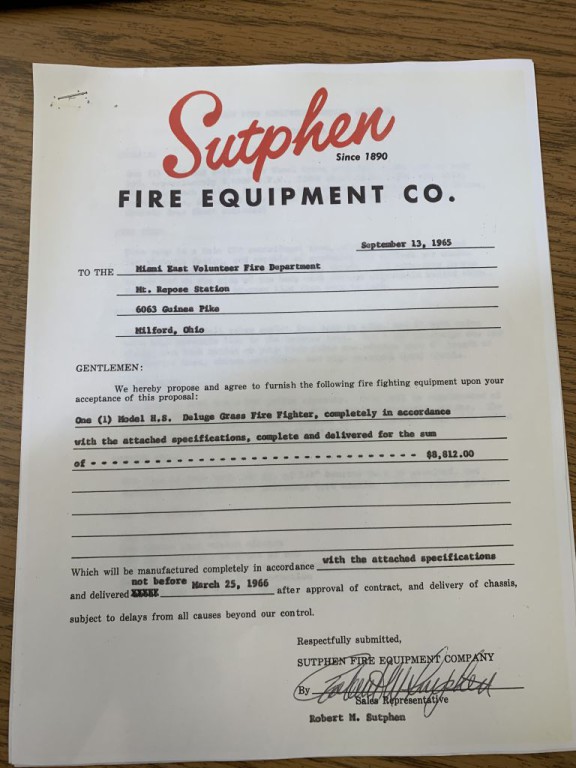 Sutphen
Since 1890
FIRE EQUIPMENT CO.
September 13, 1965
TO THE Miami East Volunteer Fire Department
Mt. Repose Station
6063 Guinea Pike
Milford, Ohio
GENTLEMEN:
We hereby propose and agree to furnish the following fire fighting equipment upon your
acceptance of this proposal:
One (1) Model H.S. Deluge Grass Fire Fighter, completely in accordance
with the attached specifications, complete and delivered for the sum
of - - - - - - - - - - - - - - - - - - - - - - - - - - - - - - - $8,812.00
Which will be manufactured completely in accordance with the attached specifications
not before March 25, 1966
and delivered after approval of contract, and delivery of chassis,
subject to delays from all causes beyond our control.
Respectfully submitted,
SUTPHEN FIRE EQUIPMENT COMPANY
By Robert M Sutphen
Sales Representative
Robert M. Sutphen